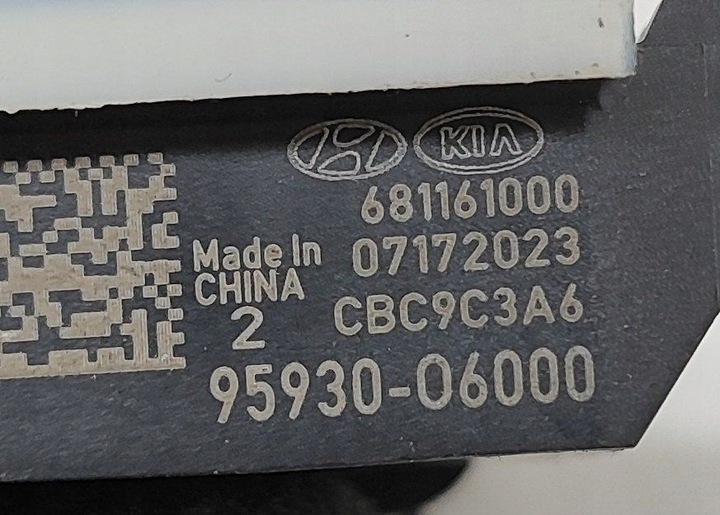 KIA
681161000
Made In
07172023
CHINA
2
CBC9C3A6
95930-06000